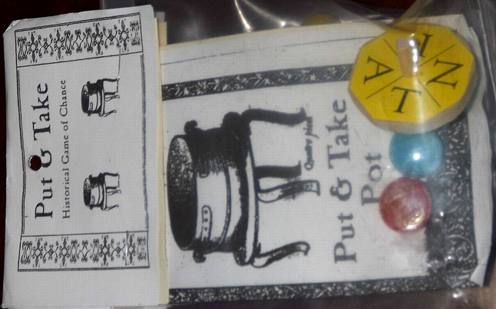 Put & Take
Historical Game of Chance
Put & Take
Pot
I
N
T
A